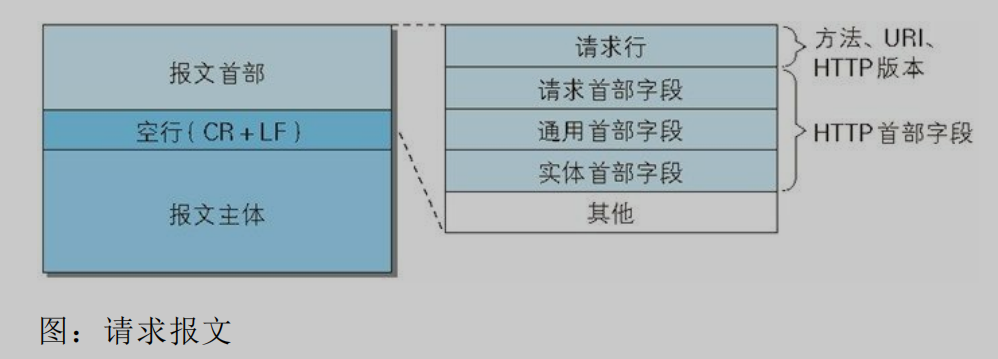 报文首部
空行（CR+LF）
报文主体
请求行
请求首部字段
通用首部字段
实体首部字段
其他
方法、URI、
HTTP版本
HTTP首部字段
图：请求报文